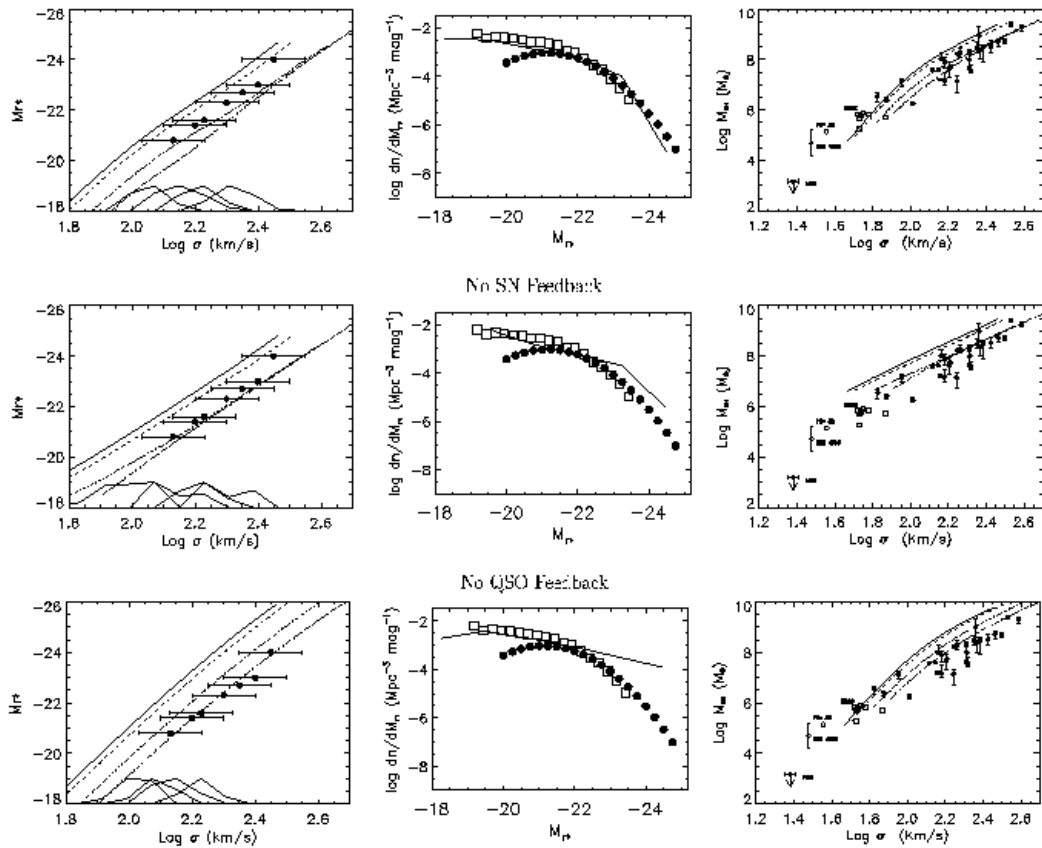 −26
−24
−22
−20
−18
Mr*
1.8 2.0 2.2 2.4 2.6
Log σ (km/s)
−2
−4
−6
−8
log dn/dMr* (Mpc−3 mag−1)
−18 −20 −22 −24
Mr*
10
8
6
4
2
Log MBH (M⊙)
1.2 1.4 1.6 1.8 2.0 2.2 2.4 2.6
Log σ (Km/s)
No SN Feedback
−26
−24
−22
−20
−18
Mr*
1.8 2.0 2.2 2.4 2.6
Log σ (km/s)
−2
−4
−6
−8
log dn/dMr* (Mpc−3 mag−1)
−18 −20 −22 −24
Mr*
10
8
6
4
2
Log MBH (M⊙)
1.2 1.4 1.6 1.8 2.0 2.2 2.4 2.6
Log σ (Km/s)
No QSO Feedback
−26
−24
−22
−20
−18
Mr*
1.8 2.0 2.2 2.4 2.6
Log σ (km/s)
−2
−4
−6
−8
log dn/dMr* (Mpc−3 mag−1)
−18 −20 −22 −24
Mr*
10
8
6
4
2
Log MBH (M⊙)
1.2 1.4 1.6 1.8 2.0 2.2 2.4 2.6
Log σ (Km/s)